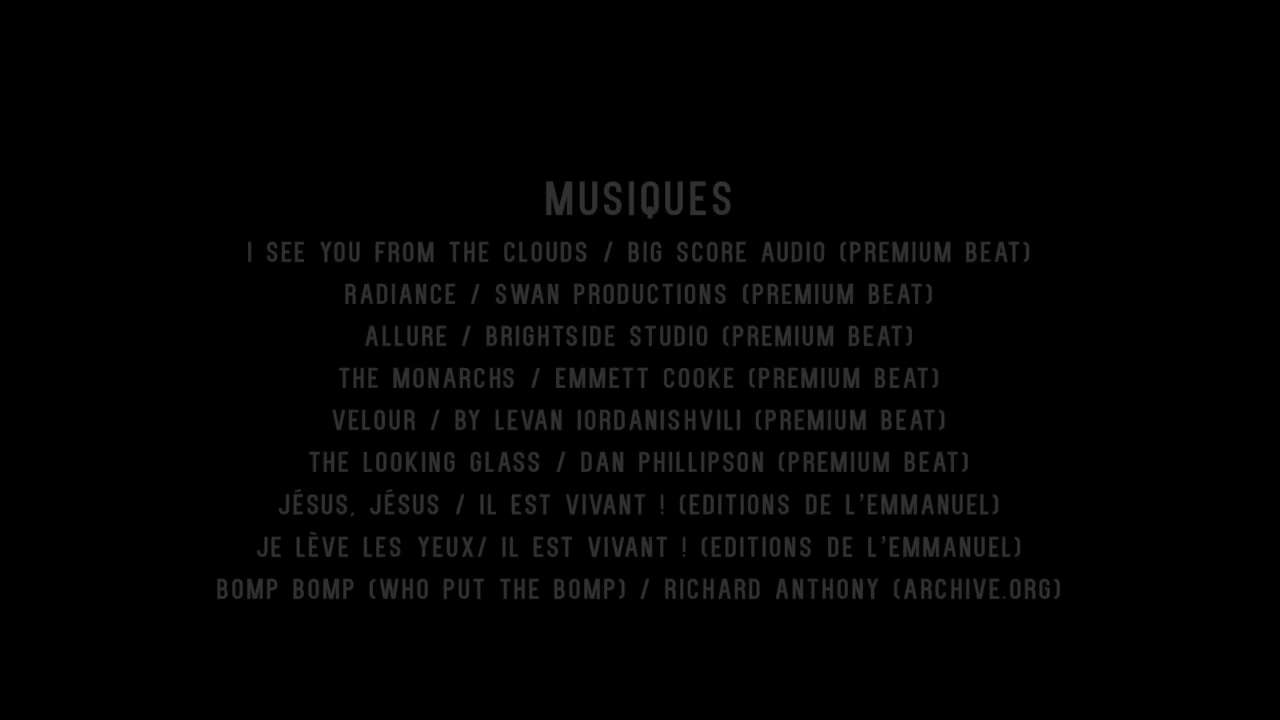 MUSIQUES
I SEE YOU FROM THE CLOUDS / BIG SCORE AUDIO (PREMIUM BEAT)
RADIANCE / SWAN PRODUCTIONS (PREMIUM BEAT)
ALLURE / BRIGHTSIDE STUDIO (PREMIUM BEAT)
THE MONARCHS / EMMETT COOKE (PREMIUM BEAT)
VELOUR / BY LEVAN IORDANISHVILI (PREMIUM BEAT)
THE LOOKING GLASS / DAN PHILLIPSON (PREMIUM BEAT)
JÉSUS, JÉSUS / IL EST VIVANT ! (EDITIONS DE L'EMMANUEL)
JE LÈVE LES YEUX/ IL EST VIVANT ! (EDITIONS DE L'EMMANUEL)
BOMP BOMP (WHO PUT THE BOMP) / RICHARD ANTHONY (ARCHIVE.ORG)